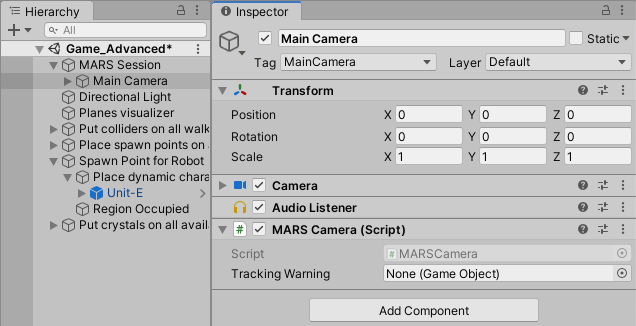 Hierarchy
All
Game_Advanced*
MARS Session
Main Camera
Directional Light
Planes visualizer
Put colliders on all walk
Place spawn points on
Spawn Point for Robot
Place dynamic chara
Unit-E
Region Occupied
Put crystals on all avail
Inspector
Main Camera
Static
Tag MainCamera Layer Default
Transform
Position X 0 Y 0 Z 0
Rotation X 0 Y 0 Z 0
Scale X 1 Y 1 Z 1
Camera
Audio Listener
# MARS Camera (Script)
Script # MARSCamera
Tracking Warning None (Game Object)
Add Component